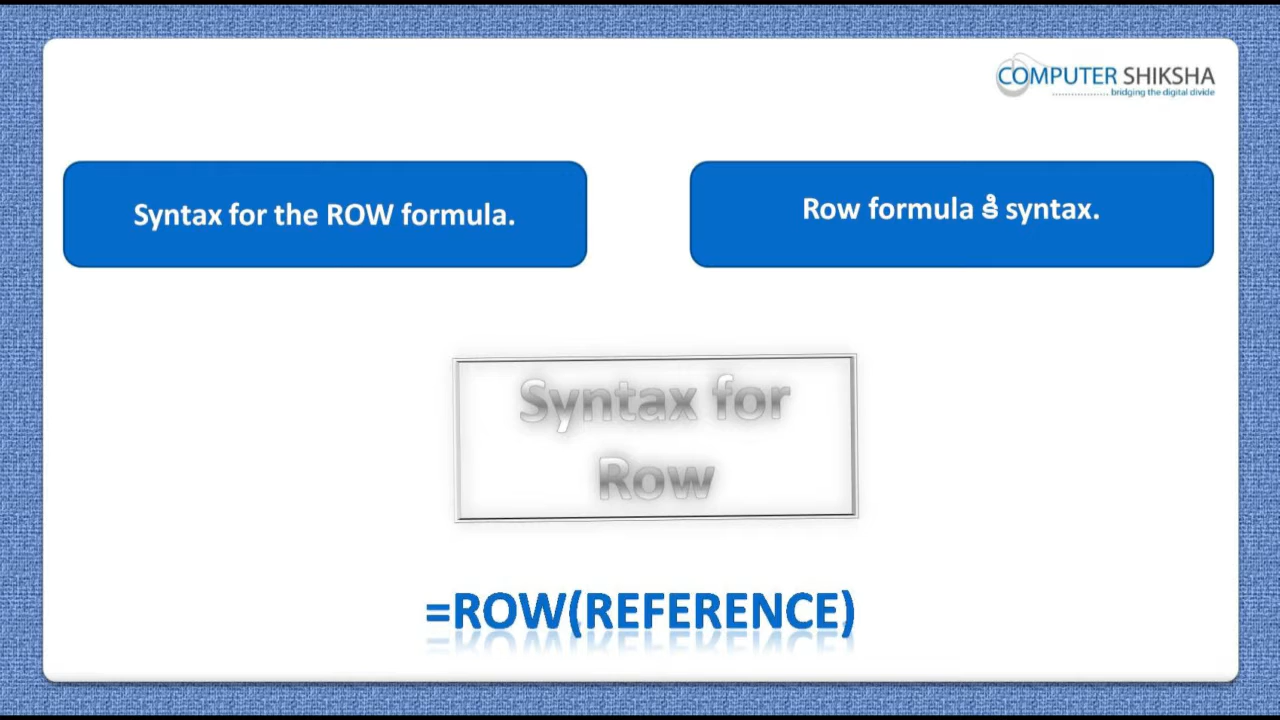 COMPUTER SHIKSHA
bridging the digital divide
Syntax for the ROW formula.
Row formula కి syntax.
Syntax for
Row
=ROW(REFERENCE)